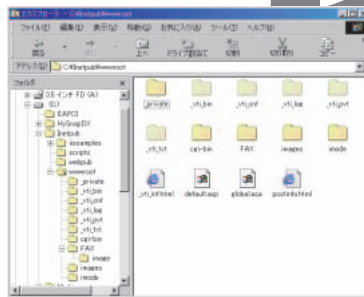 エクスプローラ - C:¥Inetpub¥wwwroot
ファイル(F) 編集(E) 表示(V) 移動(G) お気に入り(A) ツール(T) ヘルプ(H)
戻る 進む 上へ ドライブ割当て 切断 切り取り コピー
アドレス(D) C:¥Inetpub¥wwwroot
フォルダ
3.5 インチ FD (A:)
(C:)
EAPCI
HySnapDX
Inetpub
iissamples
scripts
webpub
wwwroot
_private
_vti_bin
_vti_cnf
_vti_log
_vti_pvt
_vti_txt
cgi-bin
FAX
image
images
imode
_private
_vti_bin
_vti_cnf
_vti_log
_vti_pvt
_vti_txt
cgi-bin
FAX
images
imode
_vti_inf.html
default.asp
global.asa
postinfo.html